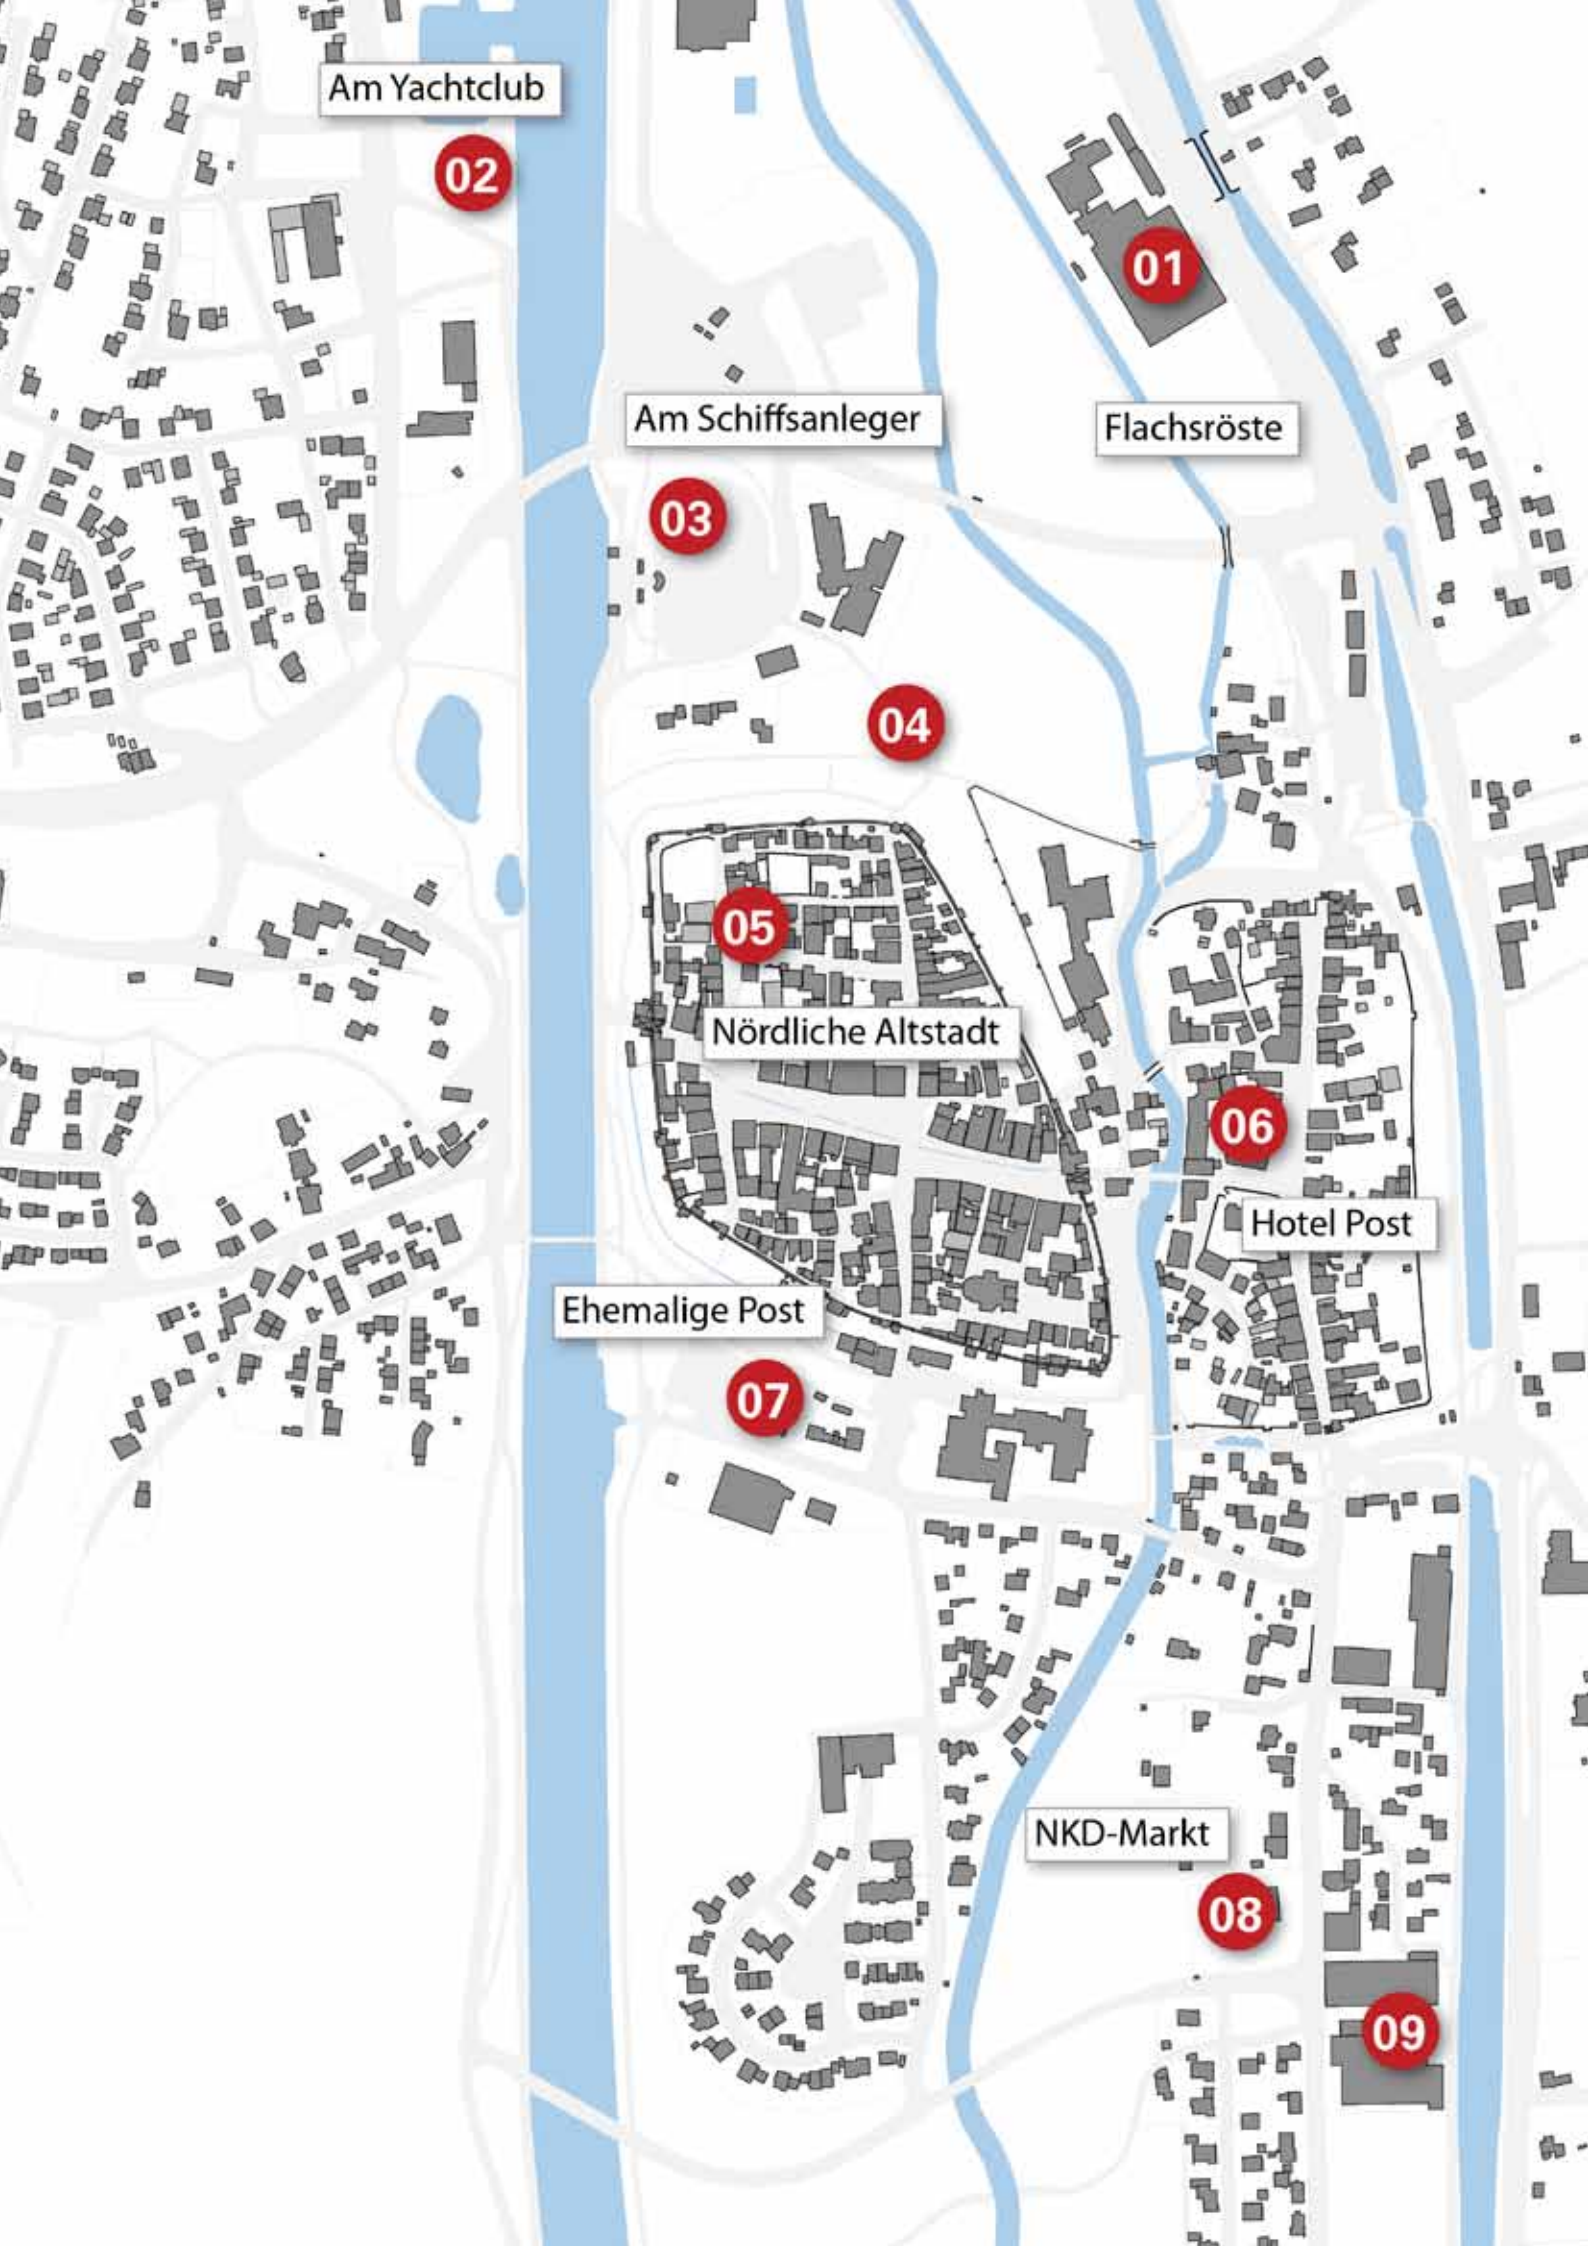 Am Yachtclub
02
01
Am Schiffsanleger
Flachsröste
03
04
05
Nördliche Altstadt
06
Hotel Post
Ehemalige Post
07
NKD-Markt
08
09